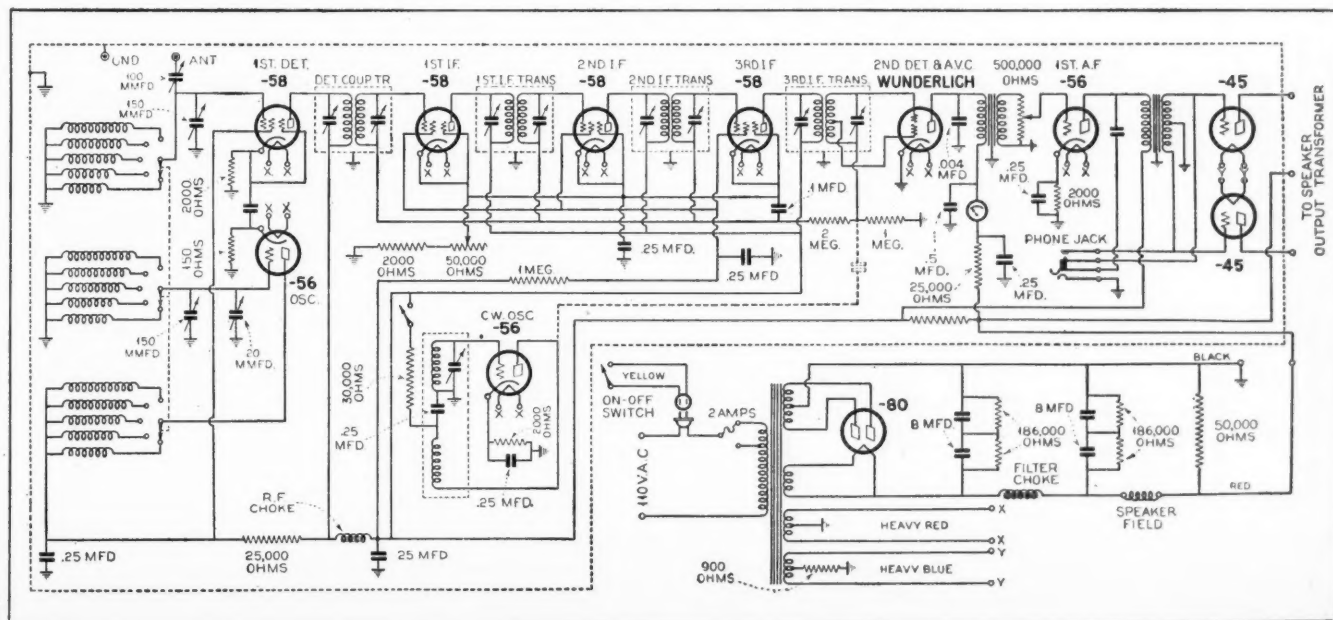 GND
ANT
100
MMFD
150
MMFD
1ST. DET.
-58
DET COUP TR
1ST I.F.
-58
1ST I.F. TRANS
2ND I F
-58
2ND I.F. TRANS
3RD I F
-58
3RD I.F. TRANS.
2ND DET & A.V.C.
WUNDERLICH
500,000
OHMS
1ST. A.F.
-56
-45
TO SPEAKER
OUTPUT TRANSFORMER
X X
X X
X X
X X
X X
X X
2000
OHMS
X X
150
OHMS
-56
OSC.
.004
MFD
.25
MFD.
2000
OHMS
.1 MFD
2
MEG.
1
MEG.
2000
OHMS
50,000
OHMS
.25 MFD.
1 MEG.
.25 MFD
.5
MFD.
25,000
OHMS
.25
MFD.
PHONE JACK
-45
150
MMFD
20
MMFD.
30,000
OHMS
CW. OSC
-56
X X
2000
OHMS
.25
MFD
.25 MFD.
R.F
CHOKE
.25 MFD
25,000
OHMS
.25 MFD
YELLOW
ON-OFF
SWITCH
2 AMPS
110 V. A.C
-80
BLACK
8 MFD
186,000
OHMS
8 MFD
186,000
OHMS
50,000
OHMS
FILTER
CHOKE
SPEAKER
FIELD
RED
HEAVY RED
X
X
HEAVY BLUE
Y
Y
900
OHMS